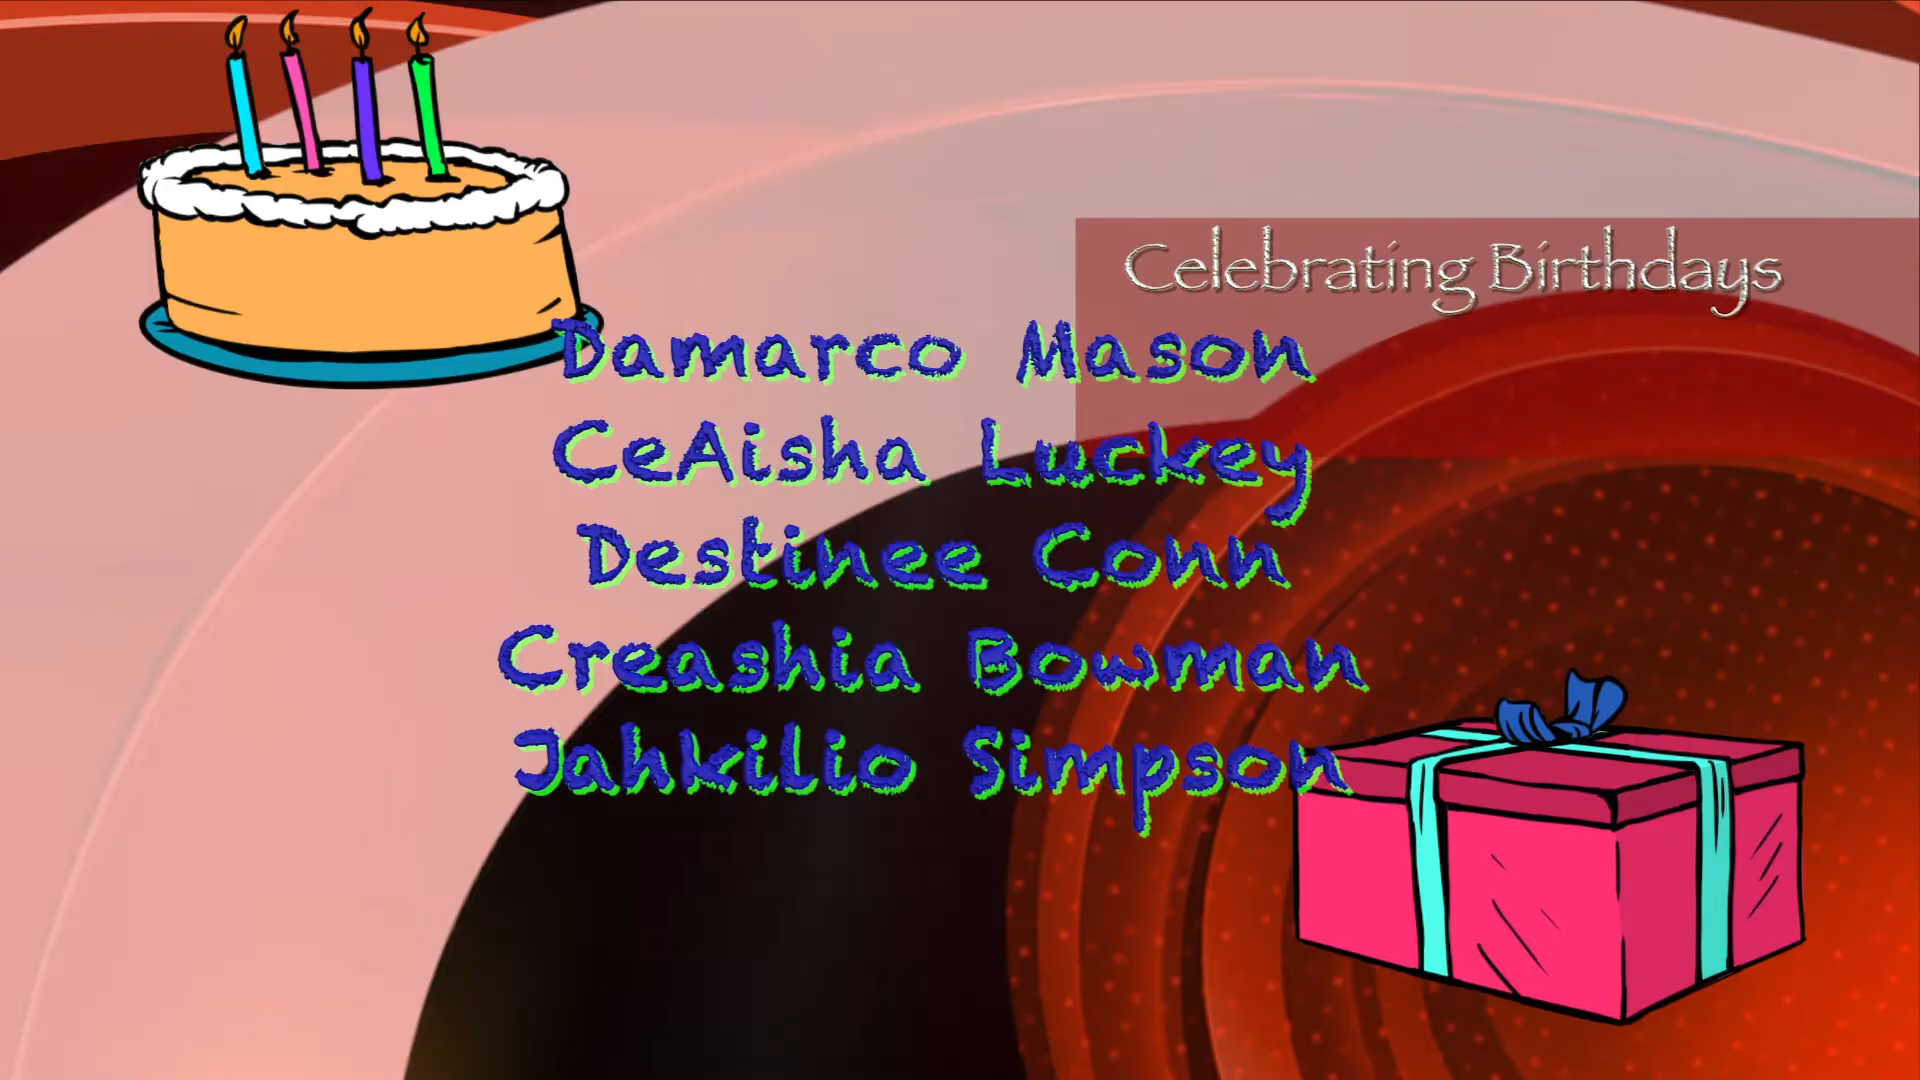 Celebrating Birthdays
Damarco Mason
CeAisha Luckey
Destinee Conn
Creashia Bowman
Jahkilio Simpson